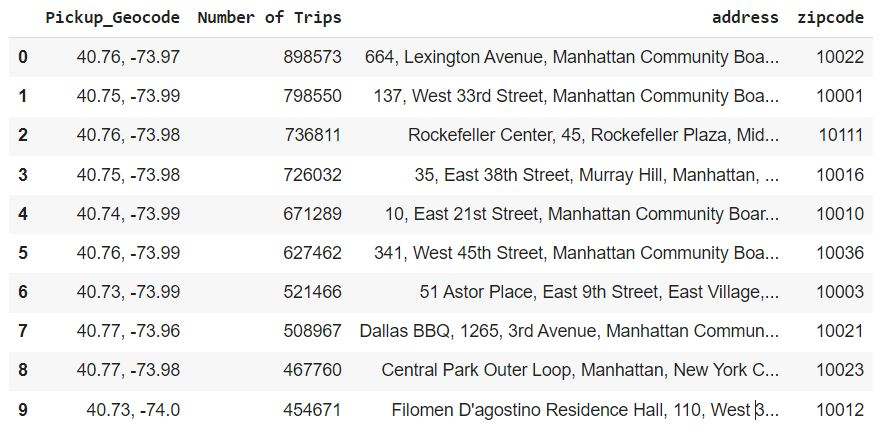 Pickup_Geocode Number of Trips address zipcode
0 40.76, -73.97 898573 664, Lexington Avenue, Manhattan Community Boa... 10022
1 40.75, -73.99 798550 137, West 33rd Street, Manhattan Community Boa... 10001
2 40.76, -73.98 736811 Rockefeller Center, 45, Rockefeller Plaza, Mid... 10111
3 40.75, -73.98 726032 35, East 38th Street, Murray Hill, Manhattan, ... 10016
4 40.74, -73.99 671289 10, East 21st Street, Manhattan Community Boar... 10010
5 40.76, -73.99 627462 341, West 45th Street, Manhattan Community Boa... 10036
6 40.73, -73.99 521466 51 Astor Place, East 9th Street, East Village,... 10003
7 40.77, -73.96 508967 Dallas BBQ, 1265, 3rd Avenue, Manhattan Commun... 10021
8 40.77, -73.98 467760 Central Park Outer Loop, Manhattan, New York C... 10023
9 40.73, -74.0 454671 Filomen D'agostino Residence Hall, 110, West 3... 10012